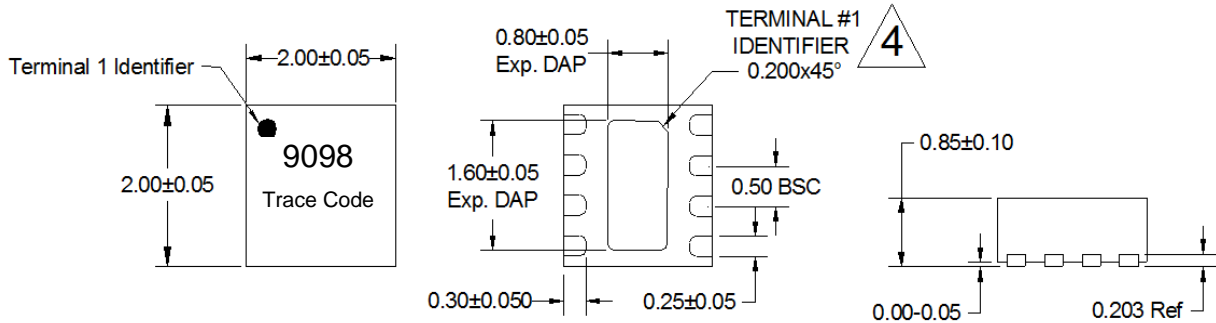 Terminal 1 Identifier
2.00±0.05
2.00±0.05
9098
Trace Code
0.80±0.05
Exp. DAP
TERMINAL #1
IDENTIFIER
0.200x45°
4
1.60±0.05
Exp. DAP
0.50 BSC
0.30±0.050
0.25±0.05
0.85±0.10
0.00-0.05
0.203 Ref